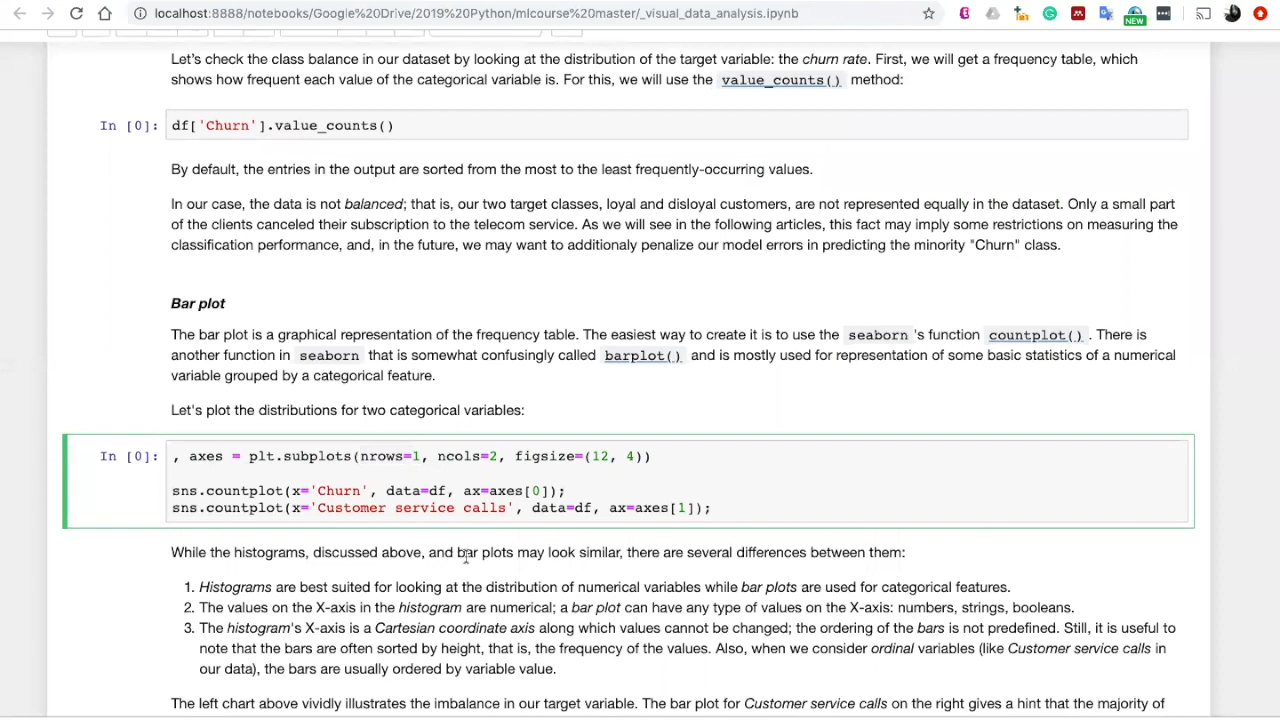 localhost:8888/notebooks/Google%20Drive/2019%20Python/mlcourse%20master/_visual_data_analysis.ipynb
NEW
Let's check the class balance in our dataset by looking at the distribution of the target variable: the churn rate. First, we will get a frequency table, which
shows how frequent each value of the categorical variable is. For this, we will use the value_counts() method:
In [0]: df['Churn'].value_counts()
By default, the entries in the output are sorted from the most to the least frequently-occurring values.
In our case, the data is not balanced; that is, our two target classes, loyal and disloyal customers, are not represented equally in the dataset. Only a small part
of the clients canceled their subscription to the telecom service. As we will see in the following articles, this fact may imply some restrictions on measuring the
classification performance, and, in the future, we may want to additionaly penalize our model errors in predicting the minority "Churn" class.
Bar plot
The bar plot is a graphical representation of the frequency table. The easiest way to create it is to use the seaborn 's function countplot() . There is
another function in seaborn that is somewhat confusingly called barplot() and is mostly used for representation of some basic statistics of a numerical
variable grouped by a categorical feature.
Let's plot the distributions for two categorical variables:
In [0]: , axes = plt.subplots(nrows=1, ncols=2, figsize=(12, 4))
sns.countplot(x='Churn', data=df, ax=axes[0]);
sns.countplot(x='Customer service calls', data=df, ax=axes[1]);
While the histograms, discussed above, and bar plots may look similar, there are several differences between them:
1. Histograms are best suited for looking at the distribution of numerical variables while bar plots are used for categorical features.
2. The values on the X-axis in the histogram are numerical; a bar plot can have any type of values on the X-axis: numbers, strings, booleans.
3. The histogram's X-axis is a Cartesian coordinate axis along which values cannot be changed; the ordering of the bars is not predefined. Still, it is useful to
note that the bars are often sorted by height, that is, the frequency of the values. Also, when we consider ordinal variables (like Customer service calls in
our data), the bars are usually ordered by variable value.
The left chart above vividly illustrates the imbalance in our target variable. The bar plot for Customer service calls on the right gives a hint that the majority of